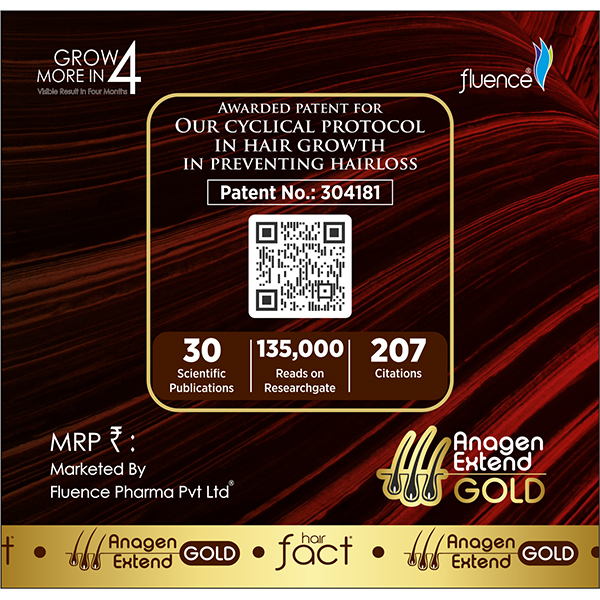 GROW
MORE IN 4
Visible Result In Four Months
fluence®
AWARDED PATENT FOR
OUR CYCLICAL PROTOCOL
IN HAIR GROWTH
IN PREVENTING HAIRLOSS
Patent No.: 304181
30
Scientific
Publications
135,000
Reads on
Researchgate
207
Citations
MRP ₹ :
Marketed By
Fluence Pharma Pvt Ltd®
Anagen
Extend
GOLD
t
Anagen
Extend GOLD
hair
fact®
Anagen
Extend GOLD